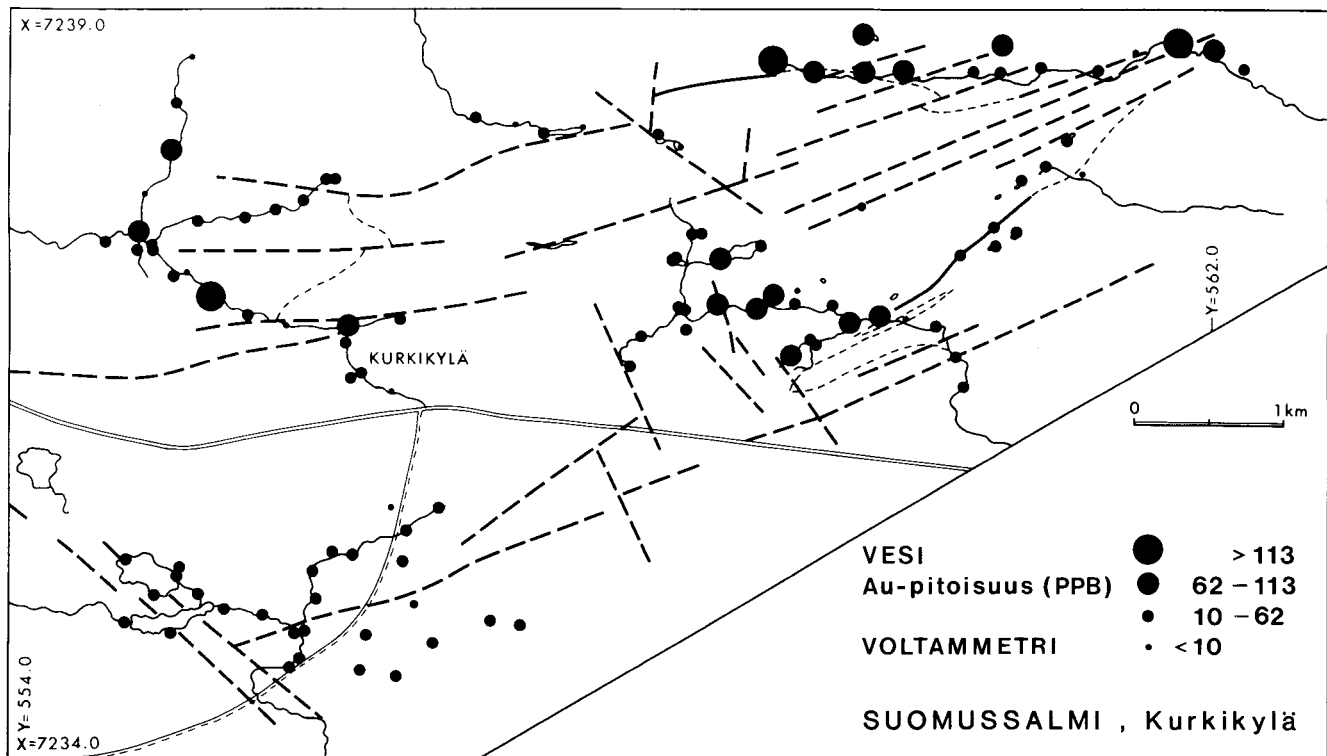 X=7239.0
KURKIKYLÄ
Y=562.0
0 1km
VESI > 113
Au-pitoisuus (PPB) 62 – 113
10 – 62
VOLTAMMETRI < 10
Y=554.0
X=7234.0
SUOMUSSALMI , Kurkikylä